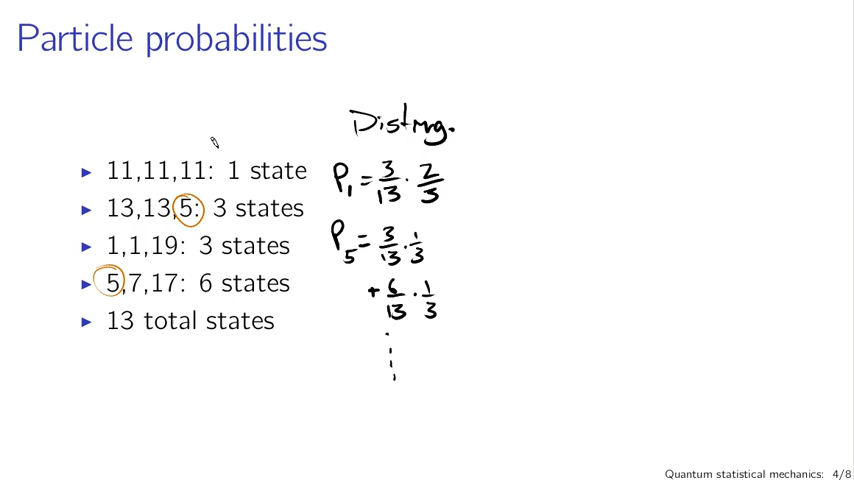 Particle probabilities
Disting.
▶ 11,11,11: 1 state
▶ 13,13,5: 3 states
▶ 1,1,19: 3 states
▶ 5,7,17: 6 states
▶ 13 total states
P₁ = 3/13 · 2/3
P₅ = 3/13 · 1/3
+ 6/13 · 1/3
Quantum statistical mechanics: 4/8